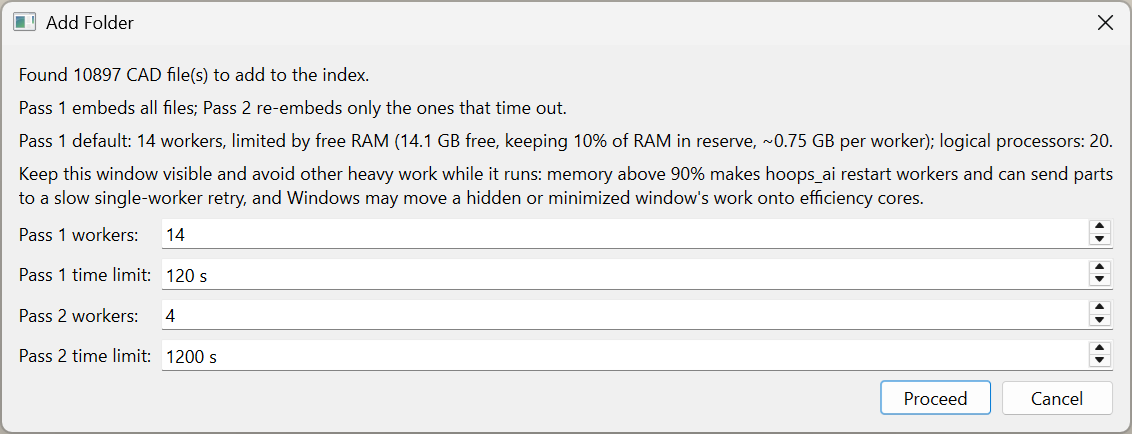 Add Folder
Found 10897 CAD file(s) to add to the index.
Pass 1 embeds all files; Pass 2 re-embeds only the ones that time out.
Pass 1 default: 14 workers, limited by free RAM (14.1 GB free, keeping 10% of RAM in reserve, ~0.75 GB per worker); logical processors: 20.
Keep this window visible and avoid other heavy work while it runs: memory above 90% makes hoops_ai restart workers and can send parts
to a slow single-worker retry, and Windows may move a hidden or minimized window's work onto efficiency cores.
Pass 1 workers: 14
Pass 1 time limit: 120 s
Pass 2 workers: 4
Pass 2 time limit: 1200 s
Proceed Cancel